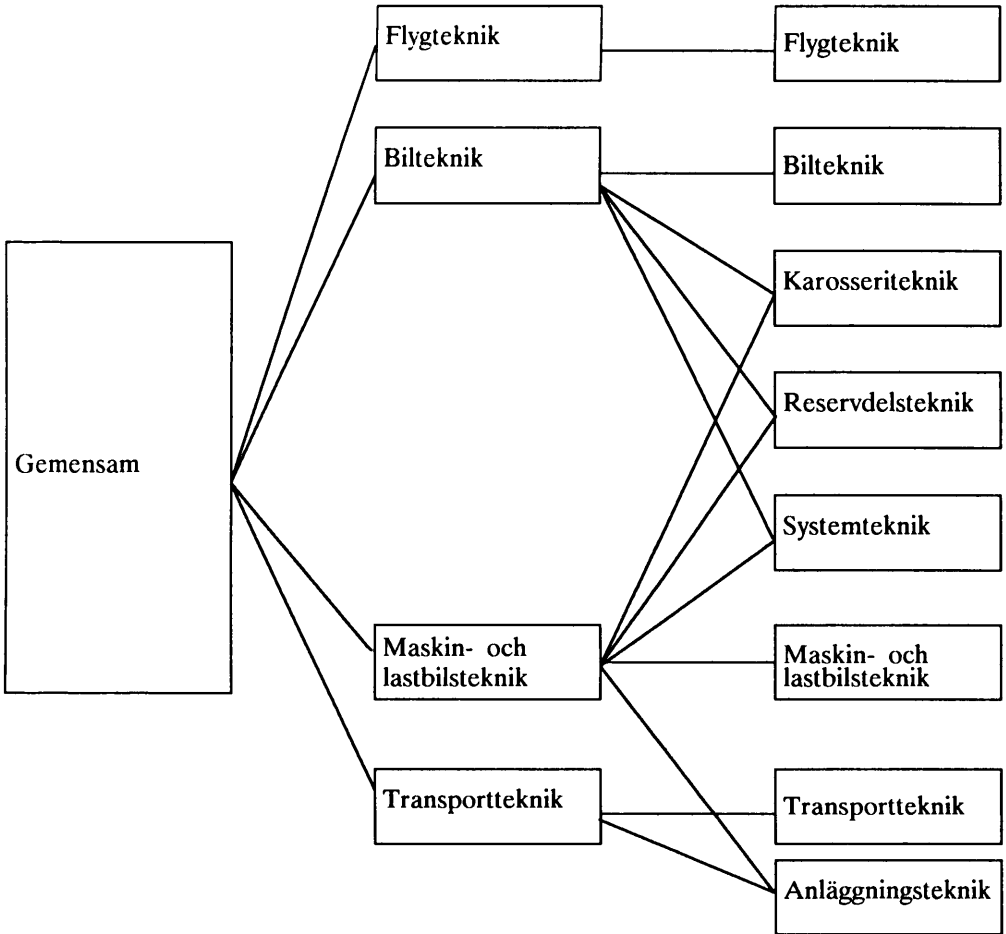 Gemensam
Flygteknik
Bilteknik
Maskin- och
lastbilsteknik
Transportteknik
Flygteknik
Bilteknik
Karosseriteknik
Reservdelsteknik
Systemteknik
Maskin- och
lastbilsteknik
Transportteknik
Anläggningsteknik